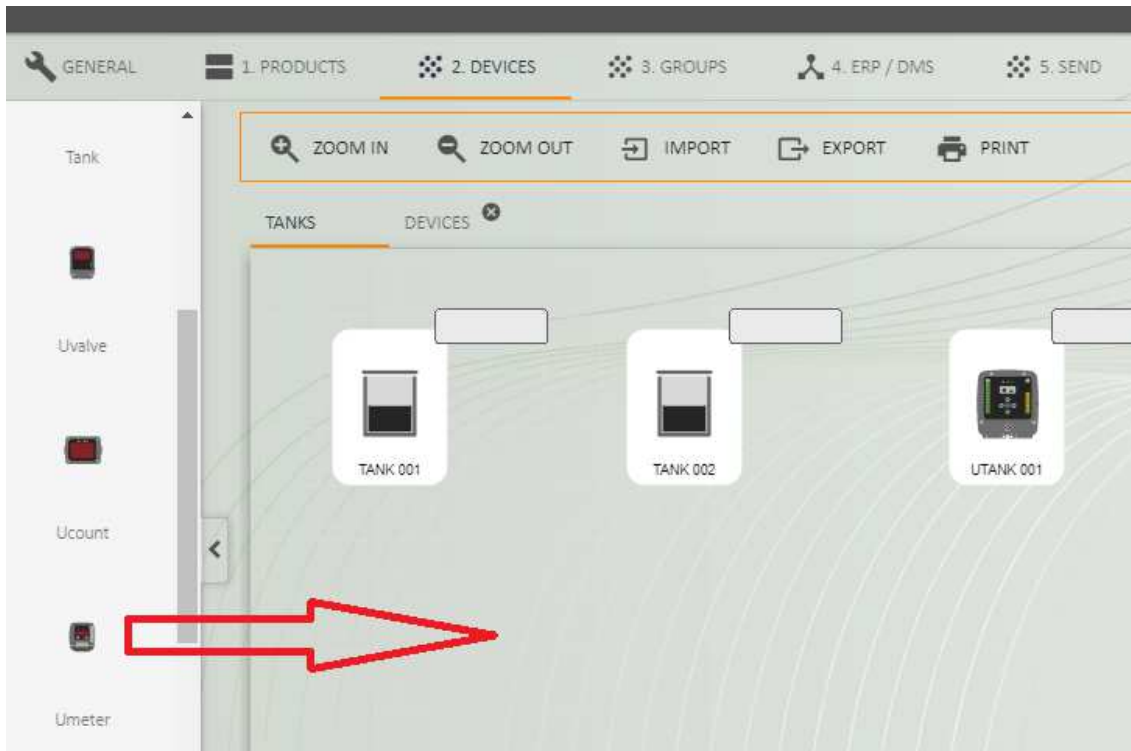 GENERAL 1. PRODUCTS 2. DEVICES 3. GROUPS 4. ERP / DMS 5. SEND
Tank
Uvalve
Ucount
Umeter
ZOOM IN ZOOM OUT IMPORT EXPORT PRINT
TANKS DEVICES
TANK 001 TANK 002 UTANK 001